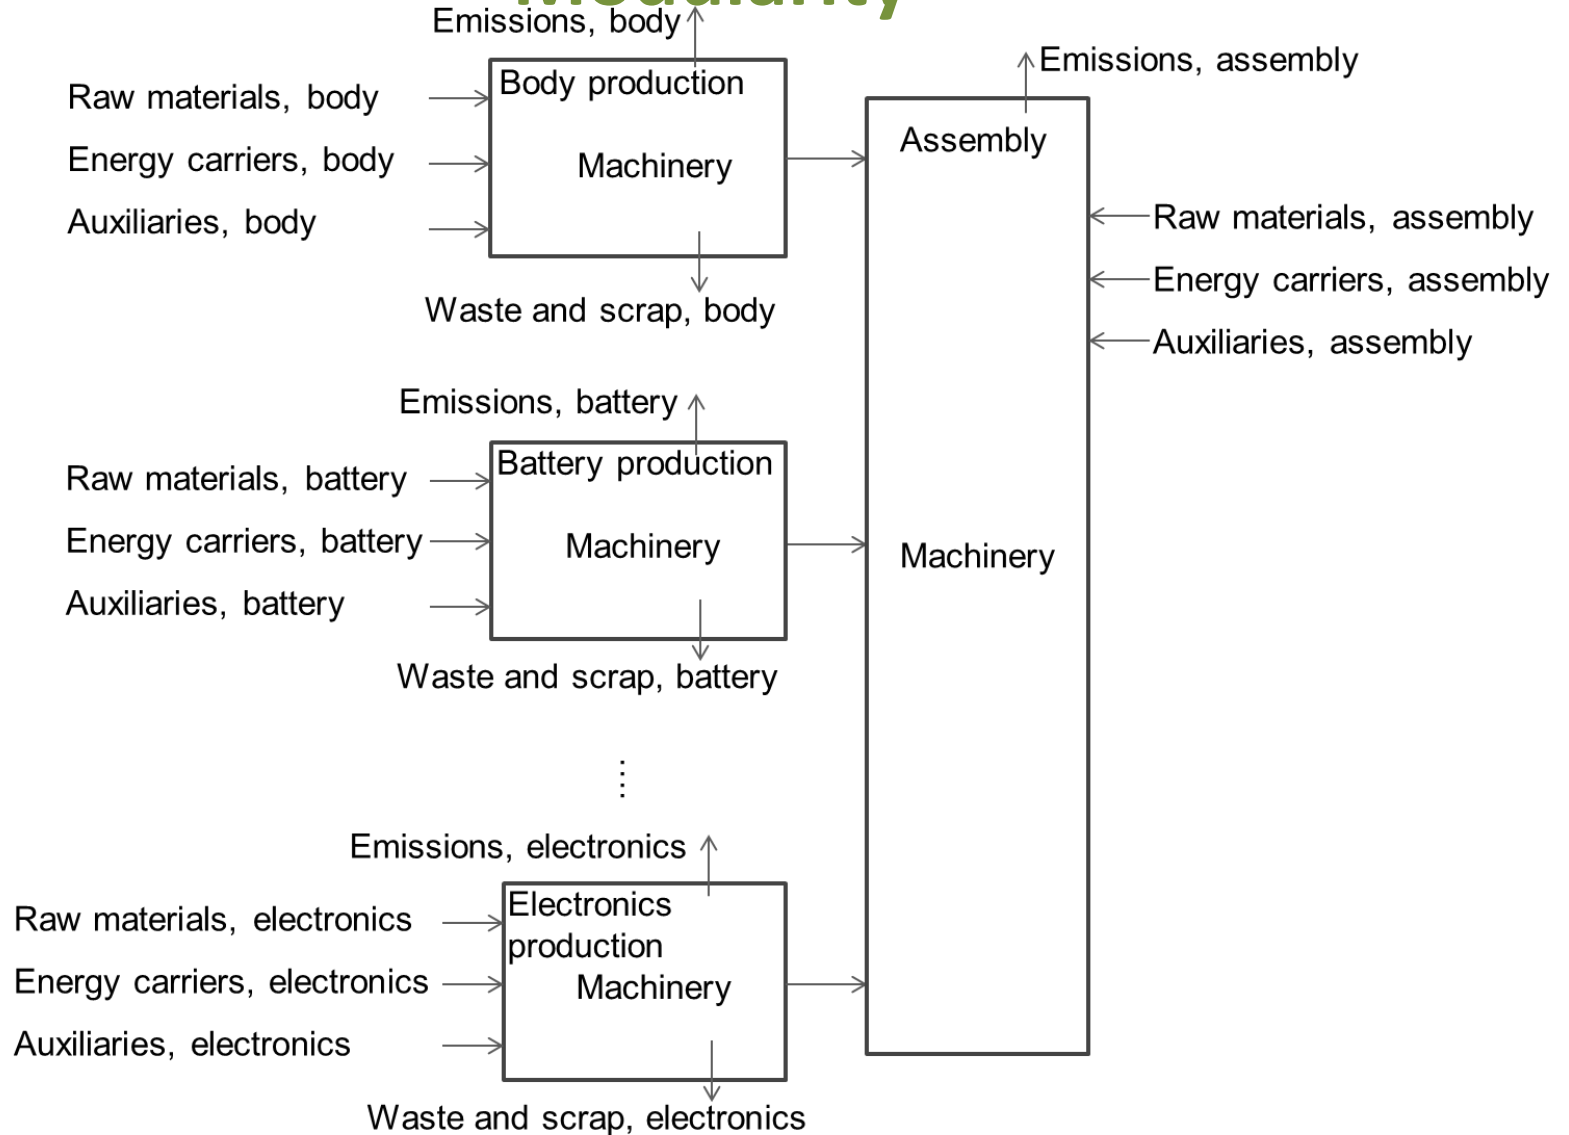 Modularity
Emissions, body
Emissions, assembly
Body production
Raw materials, body
Energy carriers, body
Machinery
Auxiliaries, body
Waste and scrap, body
Assembly
Raw materials, assembly
Energy carriers, assembly
Auxiliaries, assembly
Emissions, battery
Battery production
Raw materials, battery
Energy carriers, battery
Machinery
Machinery
Auxiliaries, battery
Waste and scrap, battery
Emissions, electronics
Electronics
production
Raw materials, electronics
Energy carriers, electronics
Machinery
Auxiliaries, electronics
Waste and scrap, electronics